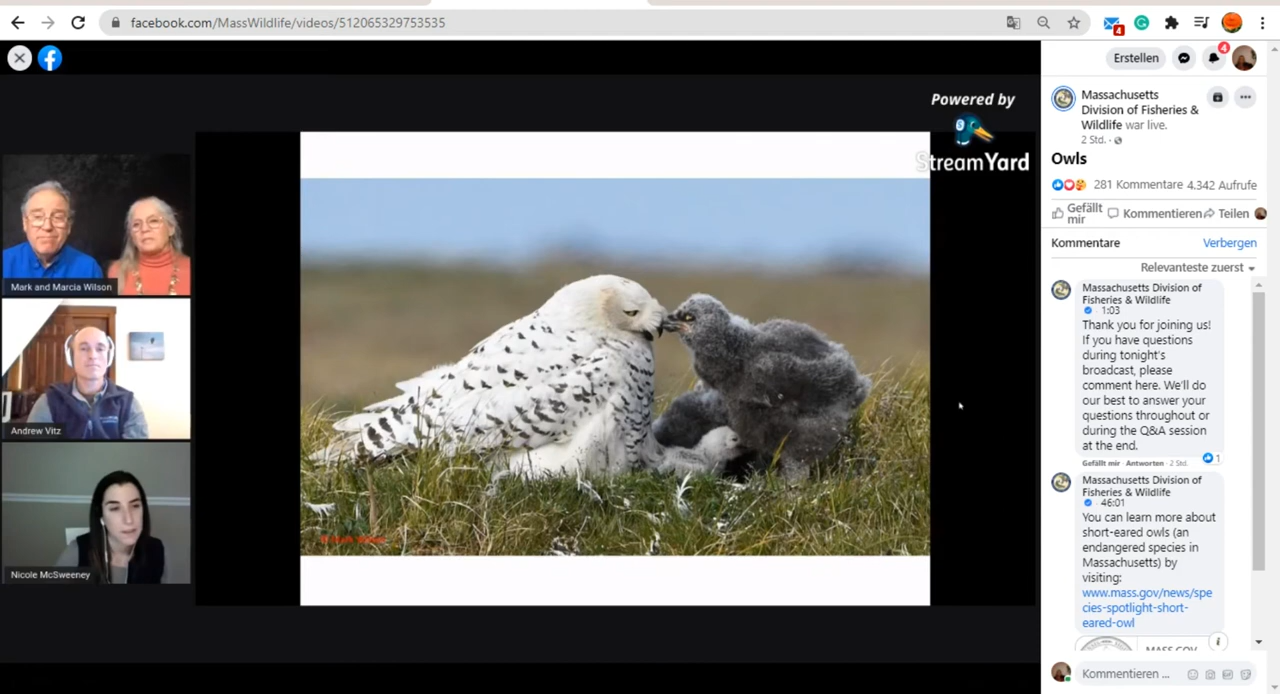 facebook.com/MassWildlife/videos/512065329753535
4
Erstellen
4
Powered by
StreamYard
Mark and Marcia Wilson
Andrew Vitz
Nicole McSweeney
Massachusetts
Division of Fisheries &
Wildlife war live.
2 Std. ·
Owls
281 Kommentare 4.342 Aufrufe
Gefällt
mir
Kommentieren
Teilen
Kommentare
Verbergen
Relevanteste zuerst
Massachusetts Division of
Fisheries & Wildlife
· 1:03
Thank you for joining us!
If you have questions
during tonight's
broadcast, please
comment here. We'll do
our best to answer your
questions throughout or
during the Q&A session
at the end.
1
Gefällt mir · Antworten · 2 Std.
Massachusetts Division of
Fisheries & Wildlife
· 46:01
You can learn more about
short-eared owls (an
endangered species in
Massachusetts) by
visiting:
www.mass.gov/news/spe
cies-spotlight-short-
eared-owl
MASS.GOV
Kommentieren ...